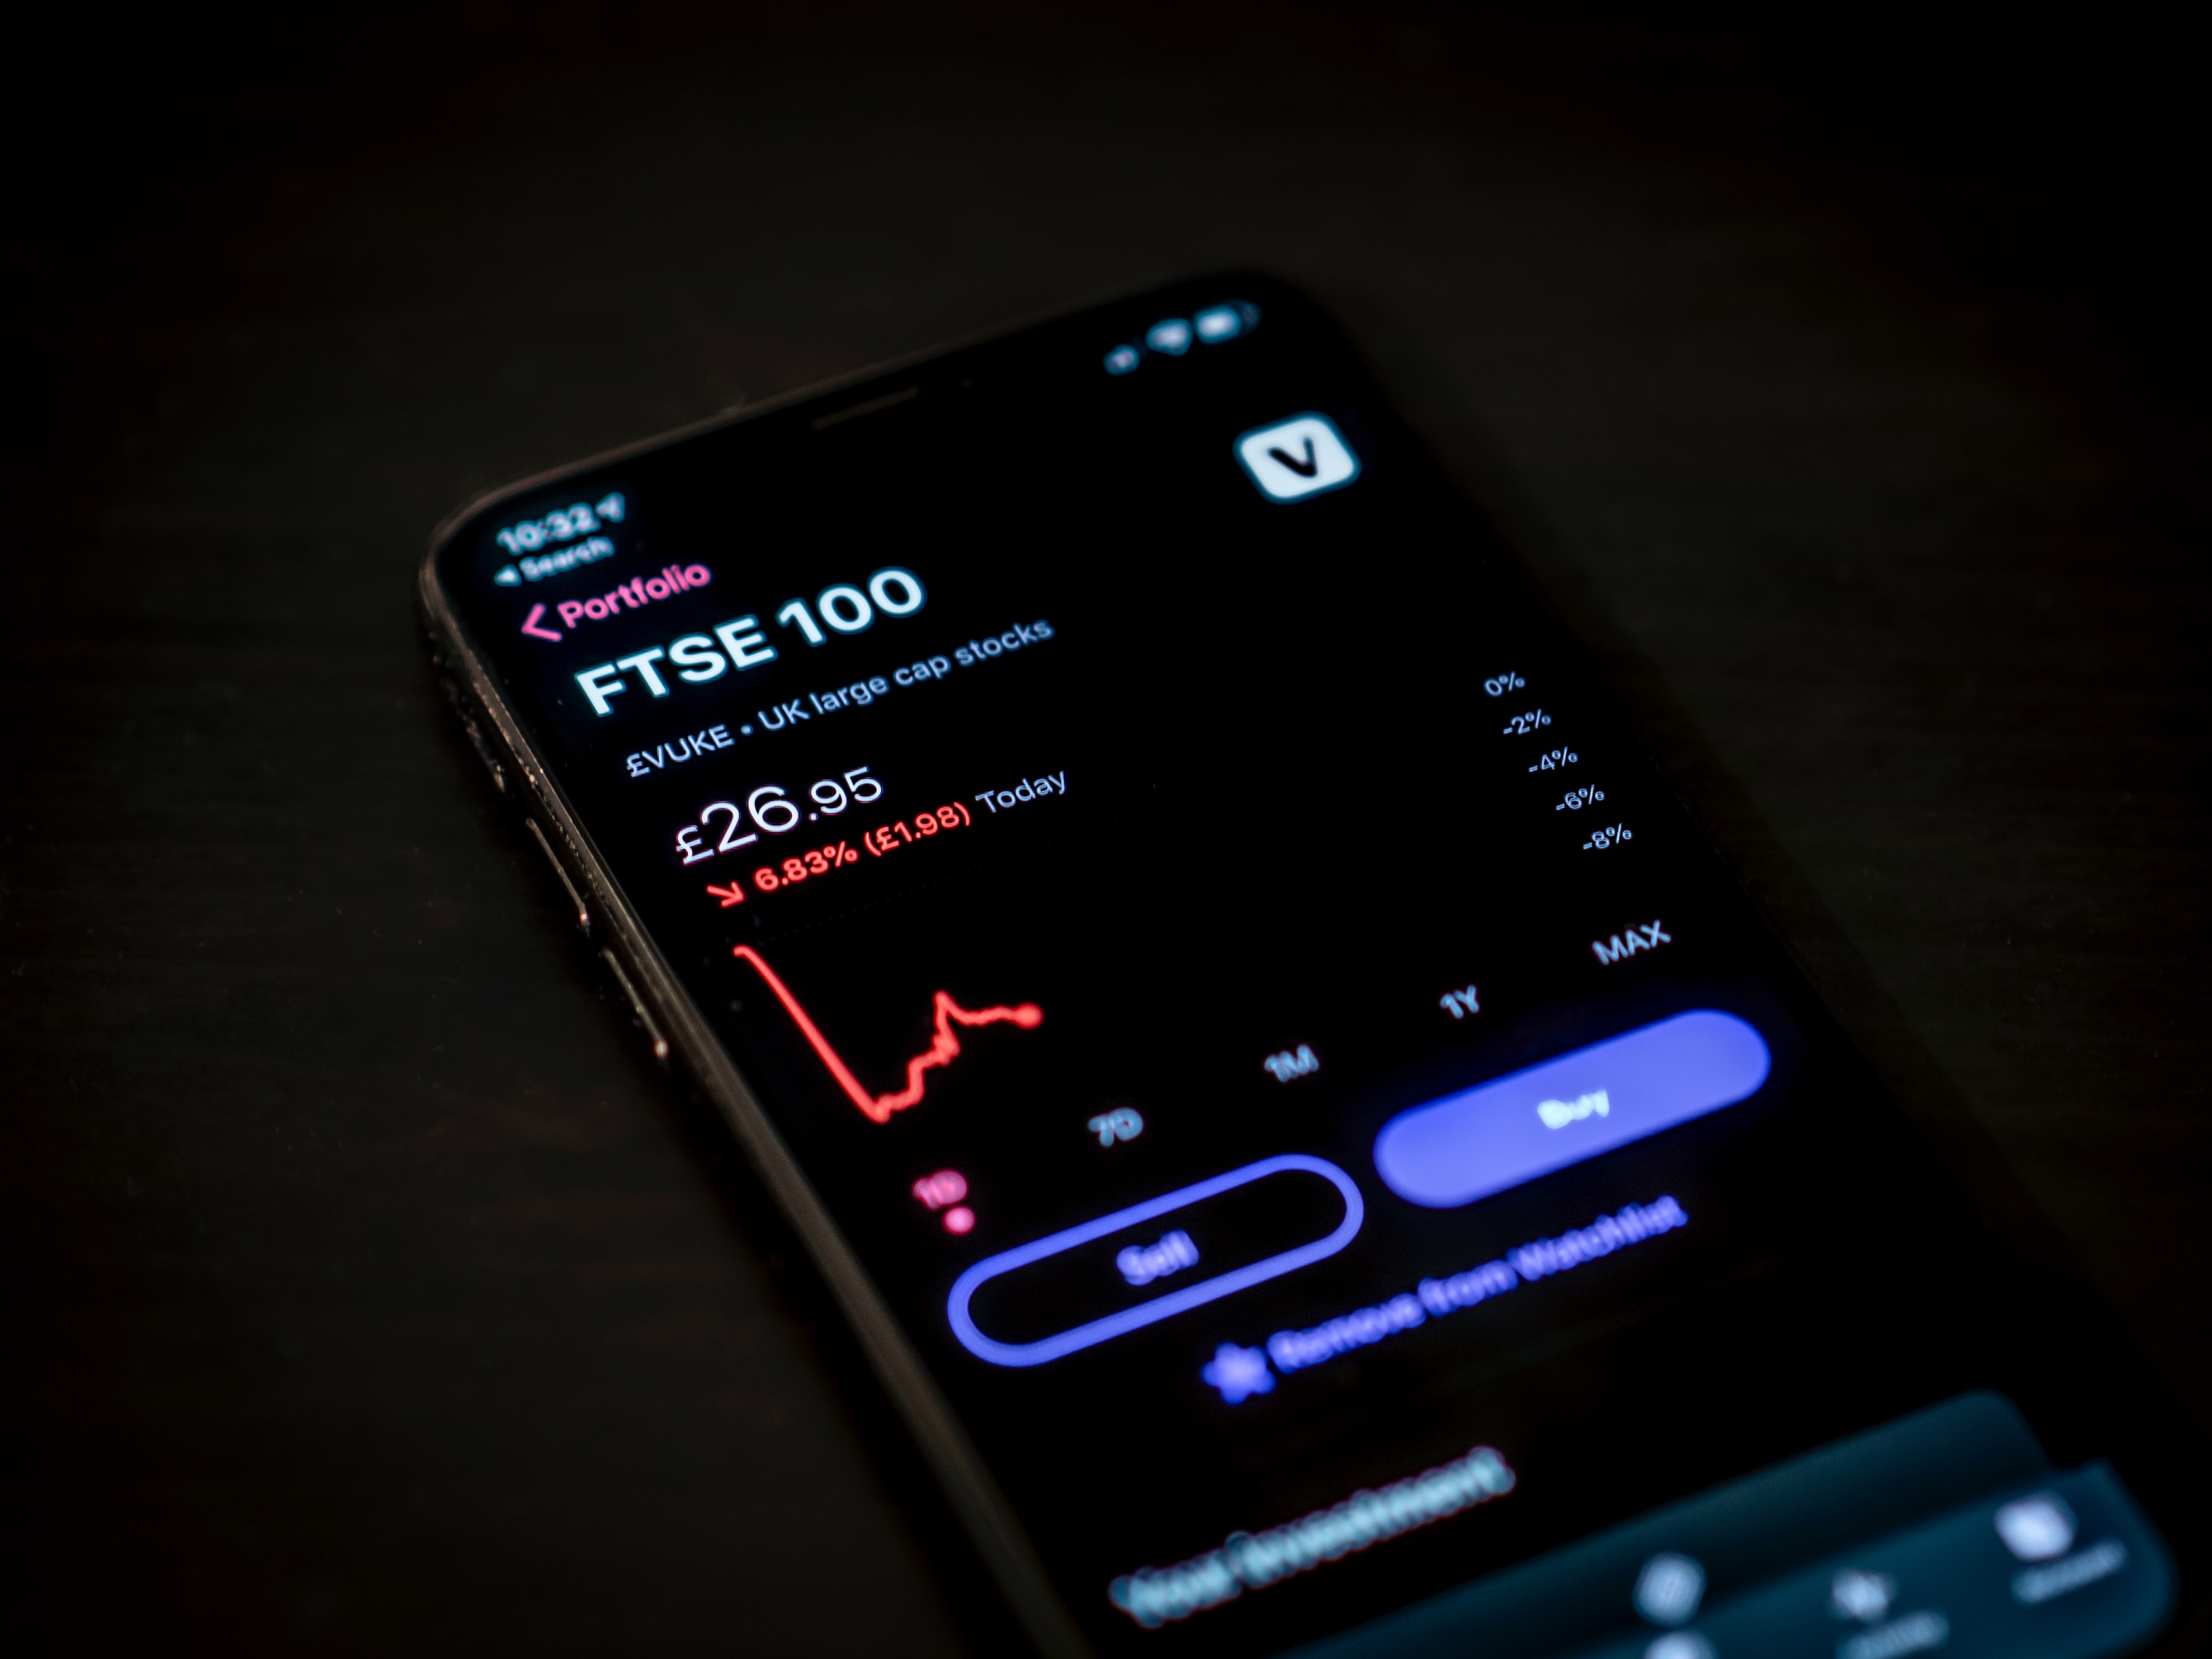 10:32
Search
V
Portfolio
FTSE 100
£VUKE • UK large cap stocks
£26.95
6.83% (£1.98) Today
0%
-2%
-4%
-6%
-8%
1D 7D 1M 1Y MAX
Sell Buy
Remove from Watchlist
Your Investment